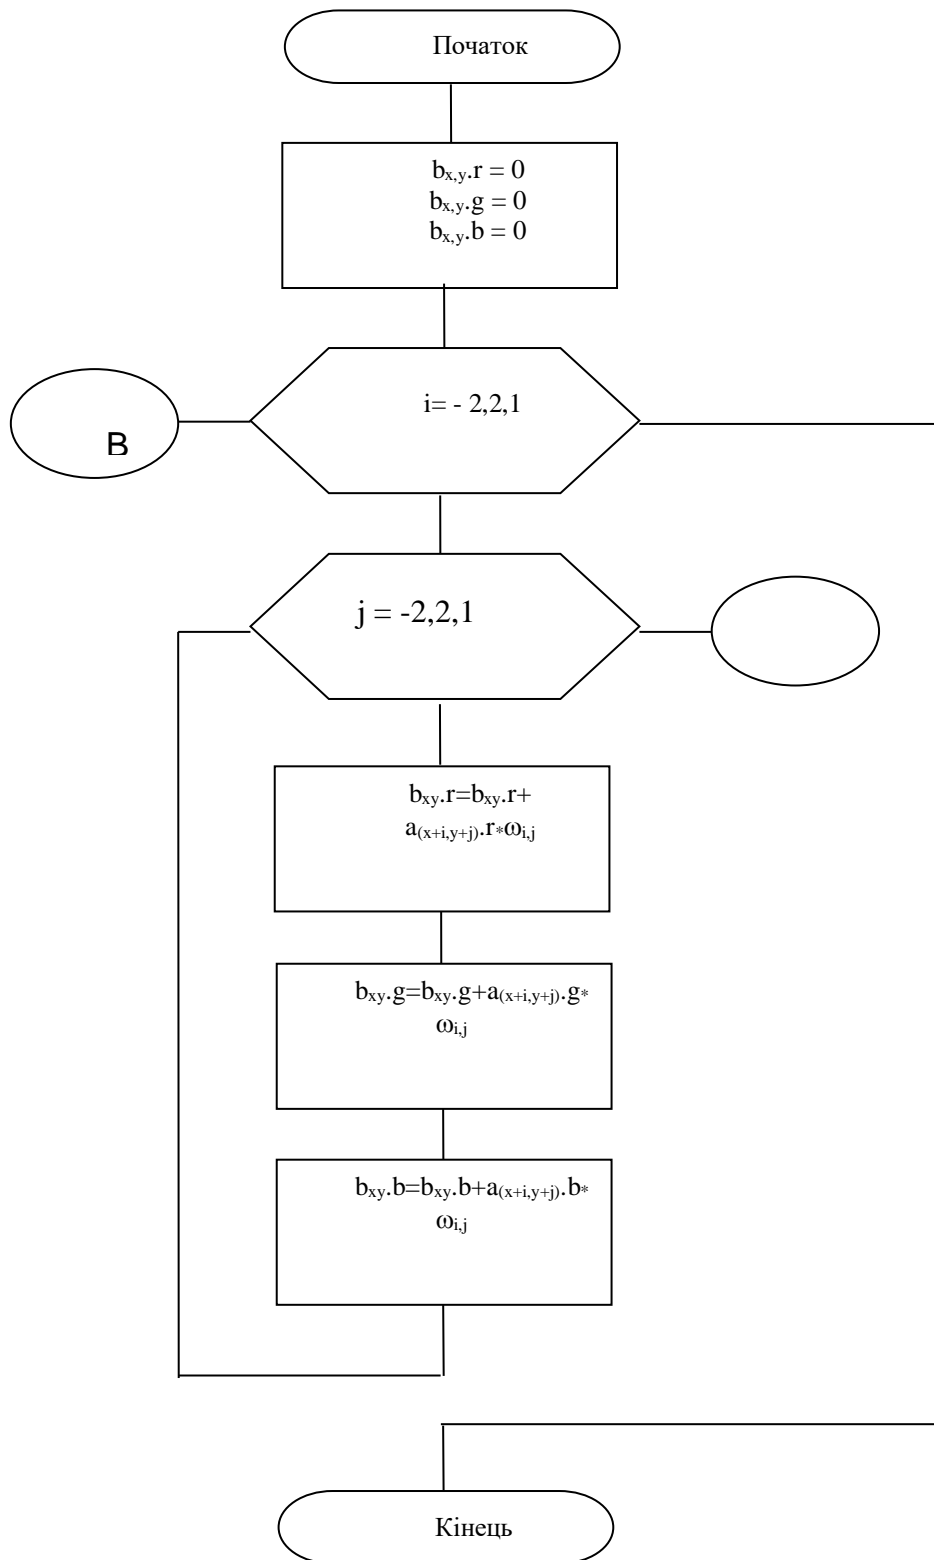 Початок
bx,y.r = 0
bx,y.g = 0
bx,y.b = 0
i= - 2,2,1
B
j = -2,2,1
bxy.r=bxy.r+
a(x+i,y+j).r*ωi,j
bxy.g=bxy.g+a(x+i,y+j).g*
ωi,j
bxy.b=bxy.b+a(x+i,y+j).b*
ωi,j
Кінець